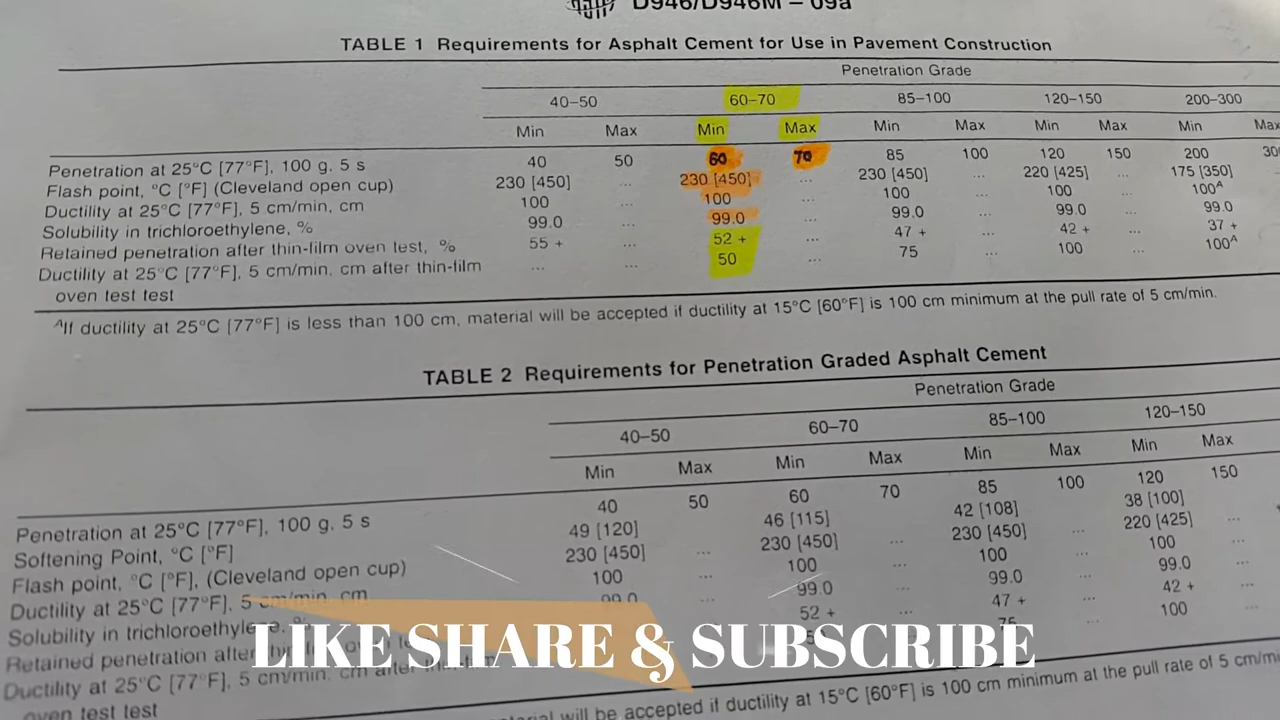 D946/D946M – 09a
TABLE 1 Requirements for Asphalt Cement for Use in Pavement Construction
Penetration Grade
40–50 60–70 85–100 120–150 200–300
Min Max Min Max Min Max Min Max Min Max
Penetration at 25°C [77°F], 100 g, 5 s 40 50 60 70 85 100 120 150 200 30
Flash point, °C [°F] (Cleveland open cup) 230 [450] ... 230 [450] ... 230 [450] ... 220 [425] ... 175 [350]
Ductility at 25°C [77°F], 5 cm/min, cm 100 ... 100 ... 100 ... 100 ... 100ᴬ
Solubility in trichloroethylene, % 99.0 ... 99.0 ... 99.0 ... 99.0 ... 99.0
Retained penetration after thin-film oven test, % 55 + ... 52 + ... 47 + ... 42 + ... 37 +
Ductility at 25°C [77°F], 5 cm/min, cm after thin-film ... ... 50 ... 75 ... 100 ... 100ᴬ
oven test test
ᴬIf ductility at 25°C [77°F] is less than 100 cm, material will be accepted if ductility at 15°C [60°F] is 100 cm minimum at the pull rate of 5 cm/min.
TABLE 2 Requirements for Penetration Graded Asphalt Cement
Penetration Grade
40–50 60–70 85–100 120–150
Min Max Min Max Min Max Min Max
Penetration at 25°C [77°F], 100 g, 5 s 40 50 60 70 85 100 120 150
Softening Point, °C [°F] 49 [120] 46 [115] 42 [108] 38 [100]
Flash point, °C [°F], (Cleveland open cup) 230 [450] ... 230 [450] ... 230 [450] ... 220 [425] ...
Ductility at 25°C [77°F], 5 cm/min, cm 100 ... 100 ... 100 ... 100 ...
Solubility in trichloroethylene, % 99.0 99.0 ... 99.0 ... 99.0 ...
Retained penetration after 52 + ... 47 + ... 42 + ...
Ductility at 25°C [77°F], 5 cm/min, cm after 75 ... 100 ...
oven test test
LIKE SHARE & SUBSCRIBE
will be accepted if ductility at 15°C [60°F] is 100 cm minimum at the pull rate of 5 cm/mi